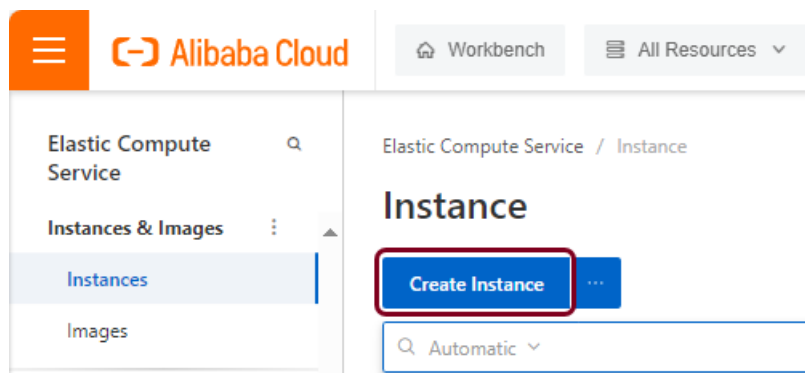 Alibaba Cloud
Workbench
All Resources
Elastic Compute
Service
Instances & Images
Instances
Images
Elastic Compute Service / Instance
Instance
Create Instance
...
Automatic